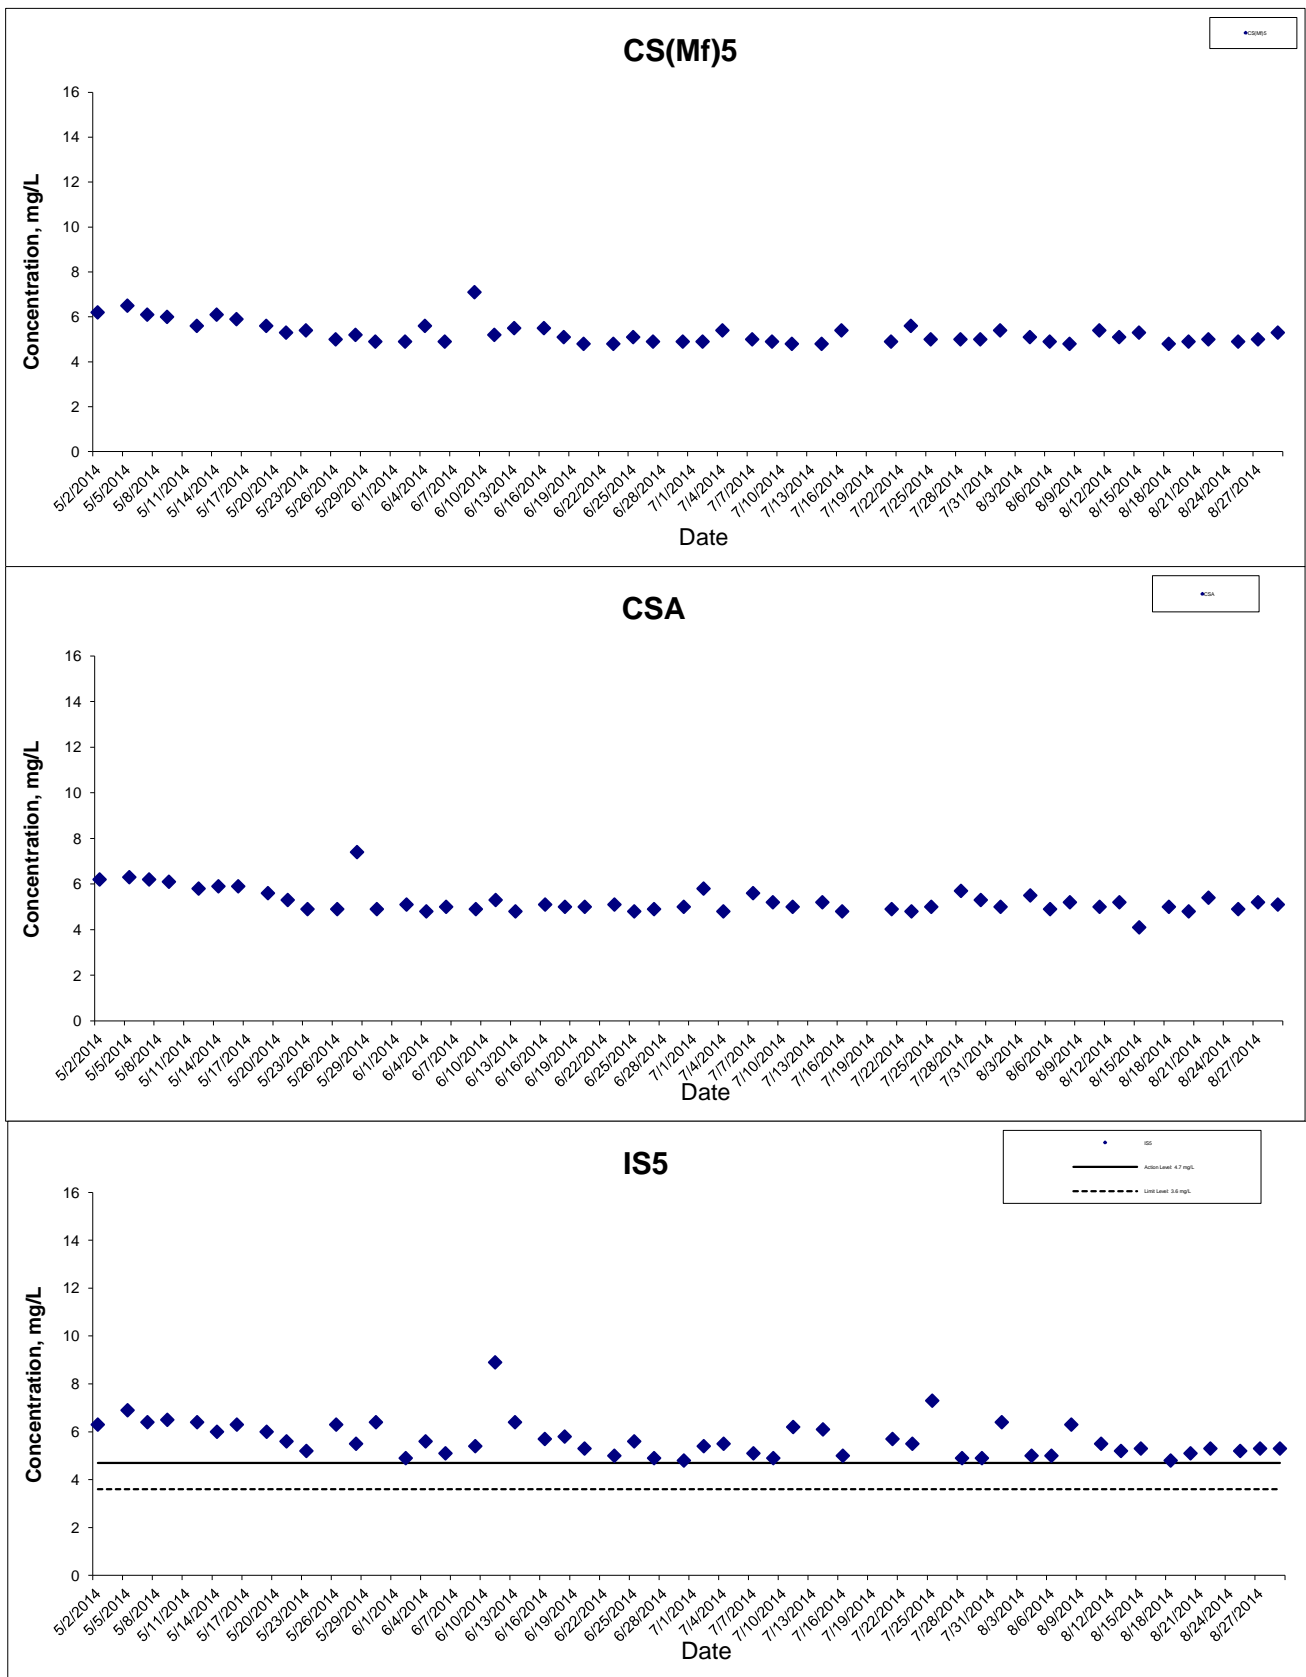 CS(Mf)5
CS(Mf)5
Concentration, mg/L
16
14
12
10
8
6
4
2
0
5/2/2014 5/5/2014 5/8/2014 5/11/2014 5/14/2014 5/17/2014 5/20/2014 5/23/2014 5/26/2014 5/29/2014 6/1/2014 6/4/2014 6/7/2014 6/10/2014 6/13/2014 6/16/2014 6/19/2014 6/22/2014 6/25/2014 6/28/2014 7/1/2014 7/4/2014 7/7/2014 7/10/2014 7/13/2014 7/16/2014 7/19/2014 7/22/2014 7/25/2014 7/28/2014 7/31/2014 8/3/2014 8/6/2014 8/9/2014 8/12/2014 8/15/2014 8/18/2014 8/21/2014 8/24/2014 8/27/2014
Date
CSA
CSA
Concentration, mg/L
16
14
12
10
8
6
4
2
0
5/2/2014 5/5/2014 5/8/2014 5/11/2014 5/14/2014 5/17/2014 5/20/2014 5/23/2014 5/26/2014 5/29/2014 6/1/2014 6/4/2014 6/7/2014 6/10/2014 6/13/2014 6/16/2014 6/19/2014 6/22/2014 6/25/2014 6/28/2014 7/1/2014 7/4/2014 7/7/2014 7/10/2014 7/13/2014 7/16/2014 7/19/2014 7/22/2014 7/25/2014 7/28/2014 7/31/2014 8/3/2014 8/6/2014 8/9/2014 8/12/2014 8/15/2014 8/18/2014 8/21/2014 8/24/2014 8/27/2014
Date
IS5
IS5
Action Level: 4.7 mg/L
Limit Level: 3.6 mg/L
Concentration, mg/L
16
14
12
10
8
6
4
2
0
5/2/2014 5/5/2014 5/8/2014 5/11/2014 5/14/2014 5/17/2014 5/20/2014 5/23/2014 5/26/2014 5/29/2014 6/1/2014 6/4/2014 6/7/2014 6/10/2014 6/13/2014 6/16/2014 6/19/2014 6/22/2014 6/25/2014 6/28/2014 7/1/2014 7/4/2014 7/7/2014 7/10/2014 7/13/2014 7/16/2014 7/19/2014 7/22/2014 7/25/2014 7/28/2014 7/31/2014 8/3/2014 8/6/2014 8/9/2014 8/12/2014 8/15/2014 8/18/2014 8/21/2014 8/24/2014 8/27/2014
Date